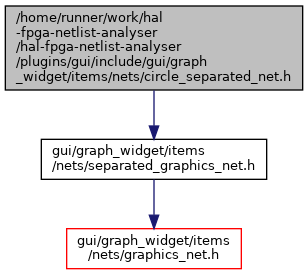 /home/runner/work/hal
-fpga-netlist-analyser
/hal-fpga-netlist-analyser
/plugins/gui/include/gui/graph
_widget/items/nets/circle_separated_net.h
gui/graph_widget/items
/nets/separated_graphics_net.h
gui/graph_widget/items
/nets/graphics_net.h